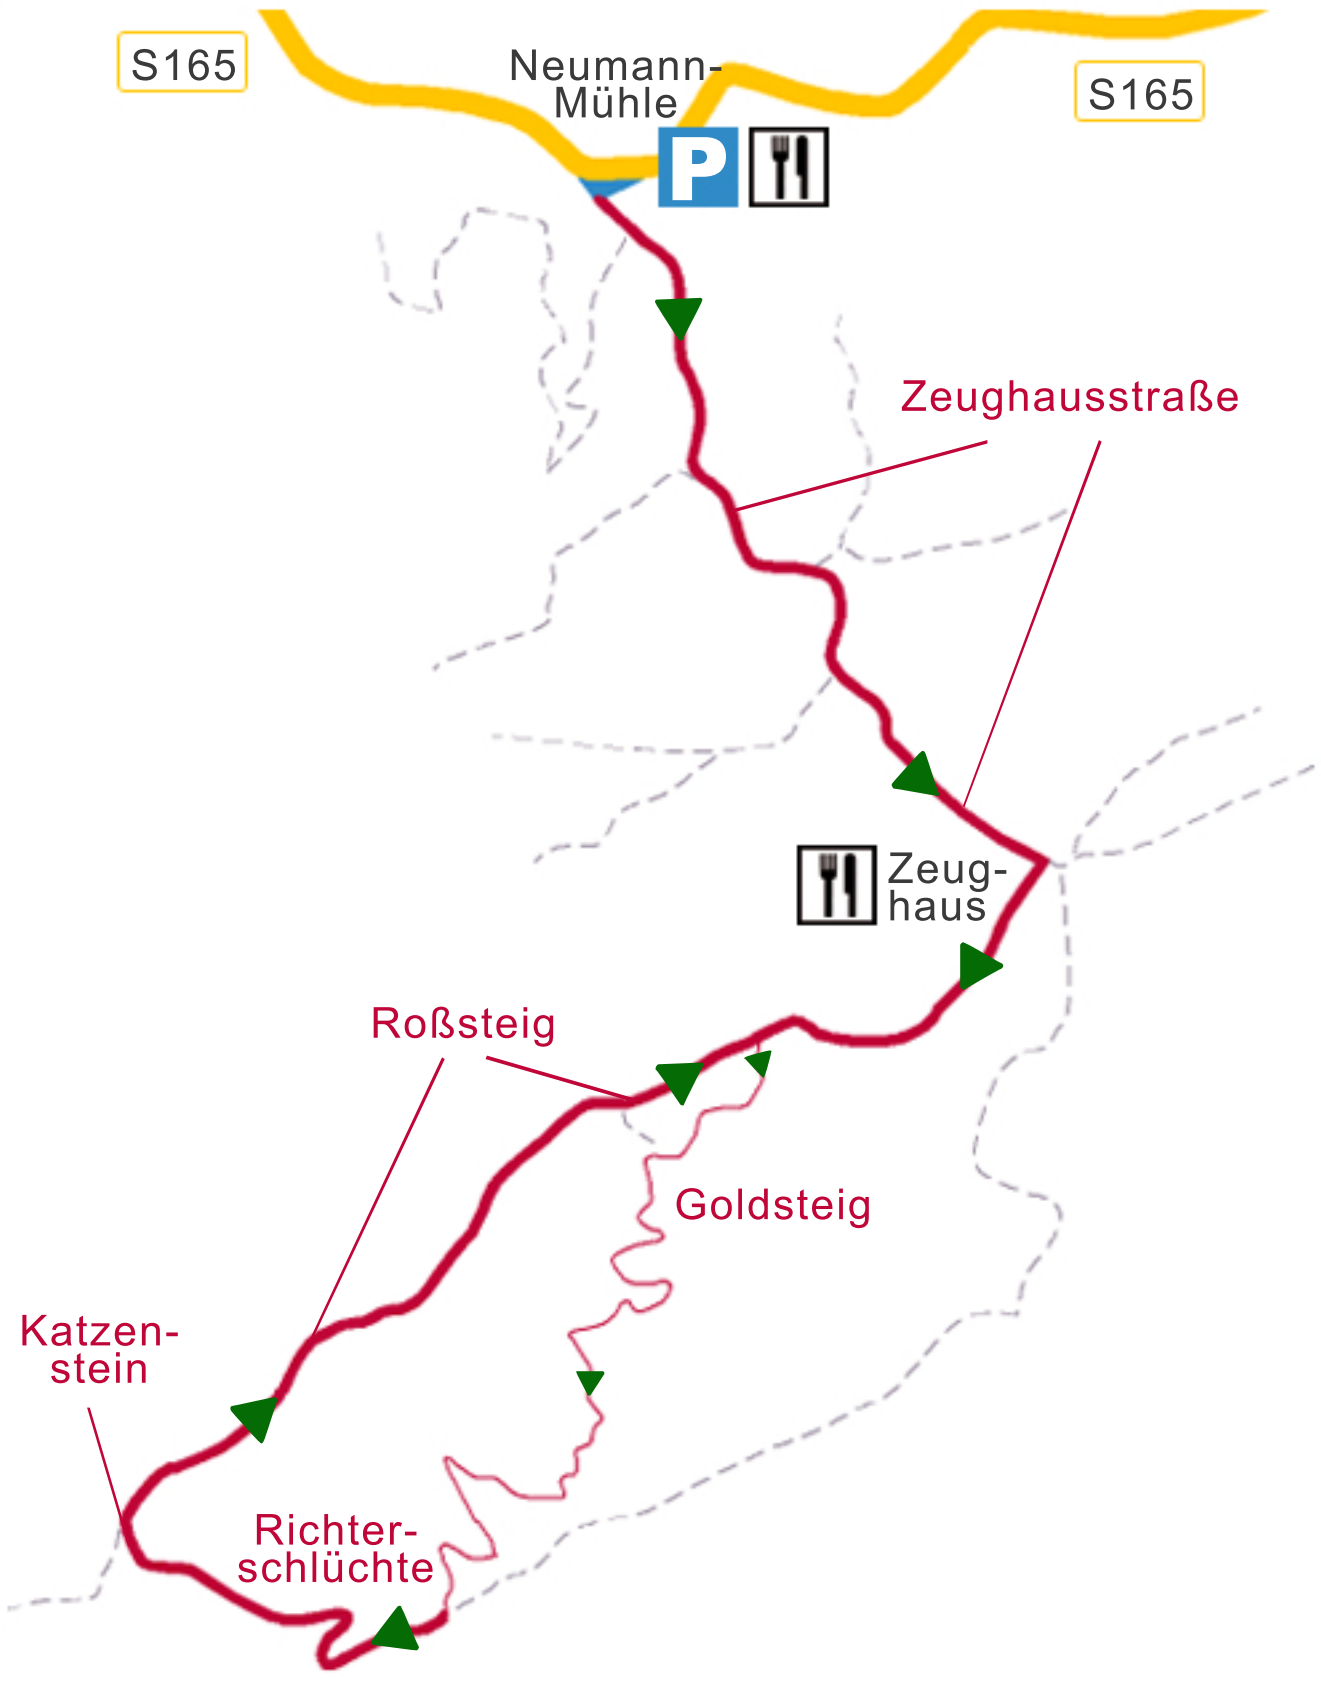 S165
Neumann-
Mühle
S165
P
Zeughausstraße
Zeug-
haus
Roßsteig
Goldsteig
Katzen-
stein
Richter-
schlüchte